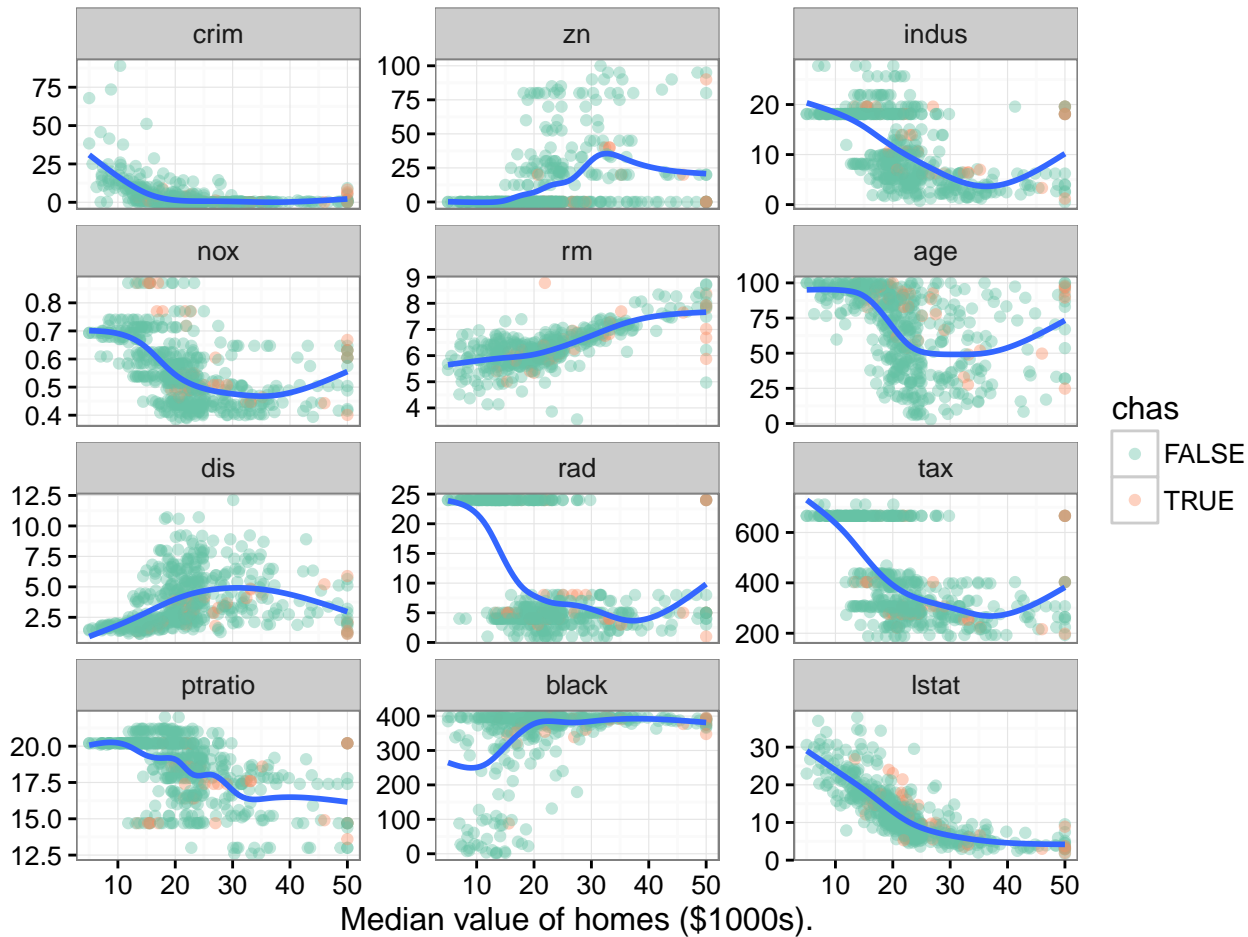 crim
zn
indus
75
50
25
0
100
75
50
25
0
20
10
0
nox
rm
age
0.8
0.7
0.6
0.5
0.4
9
8
7
6
5
4
100
75
50
25
0
dis
rad
tax
12.5
10.0
7.5
5.0
2.5
25
20
15
10
5
0
600
400
200
ptratio
black
lstat
20.0
17.5
15.0
12.5
400
300
200
100
0
30
20
10
0
10 20 30 40 50
10 20 30 40 50
10 20 30 40 50
Median value of homes ($1000s).
chas
FALSE
TRUE